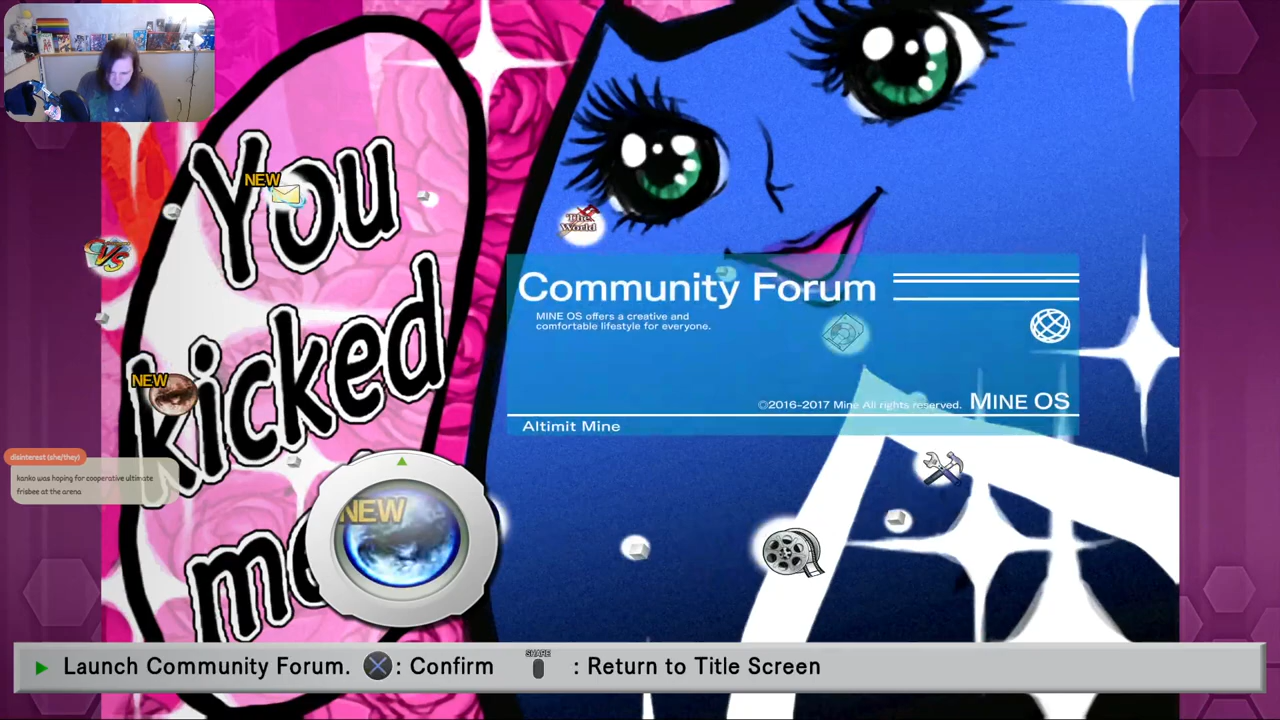 You
kicked
NEW
VS
The
World
NEW
Community Forum
MINE OS offers a creative and
comfortable lifestyle for everyone.
©2016-2017 Mine All rights reserved. MINE OS
Altimit Mine
disinterest (she/they)
kanko was hoping for cooperative ultimate
frisbee at the arena
NEW
SHARE
Launch Community Forum. : Confirm : Return to Title Screen